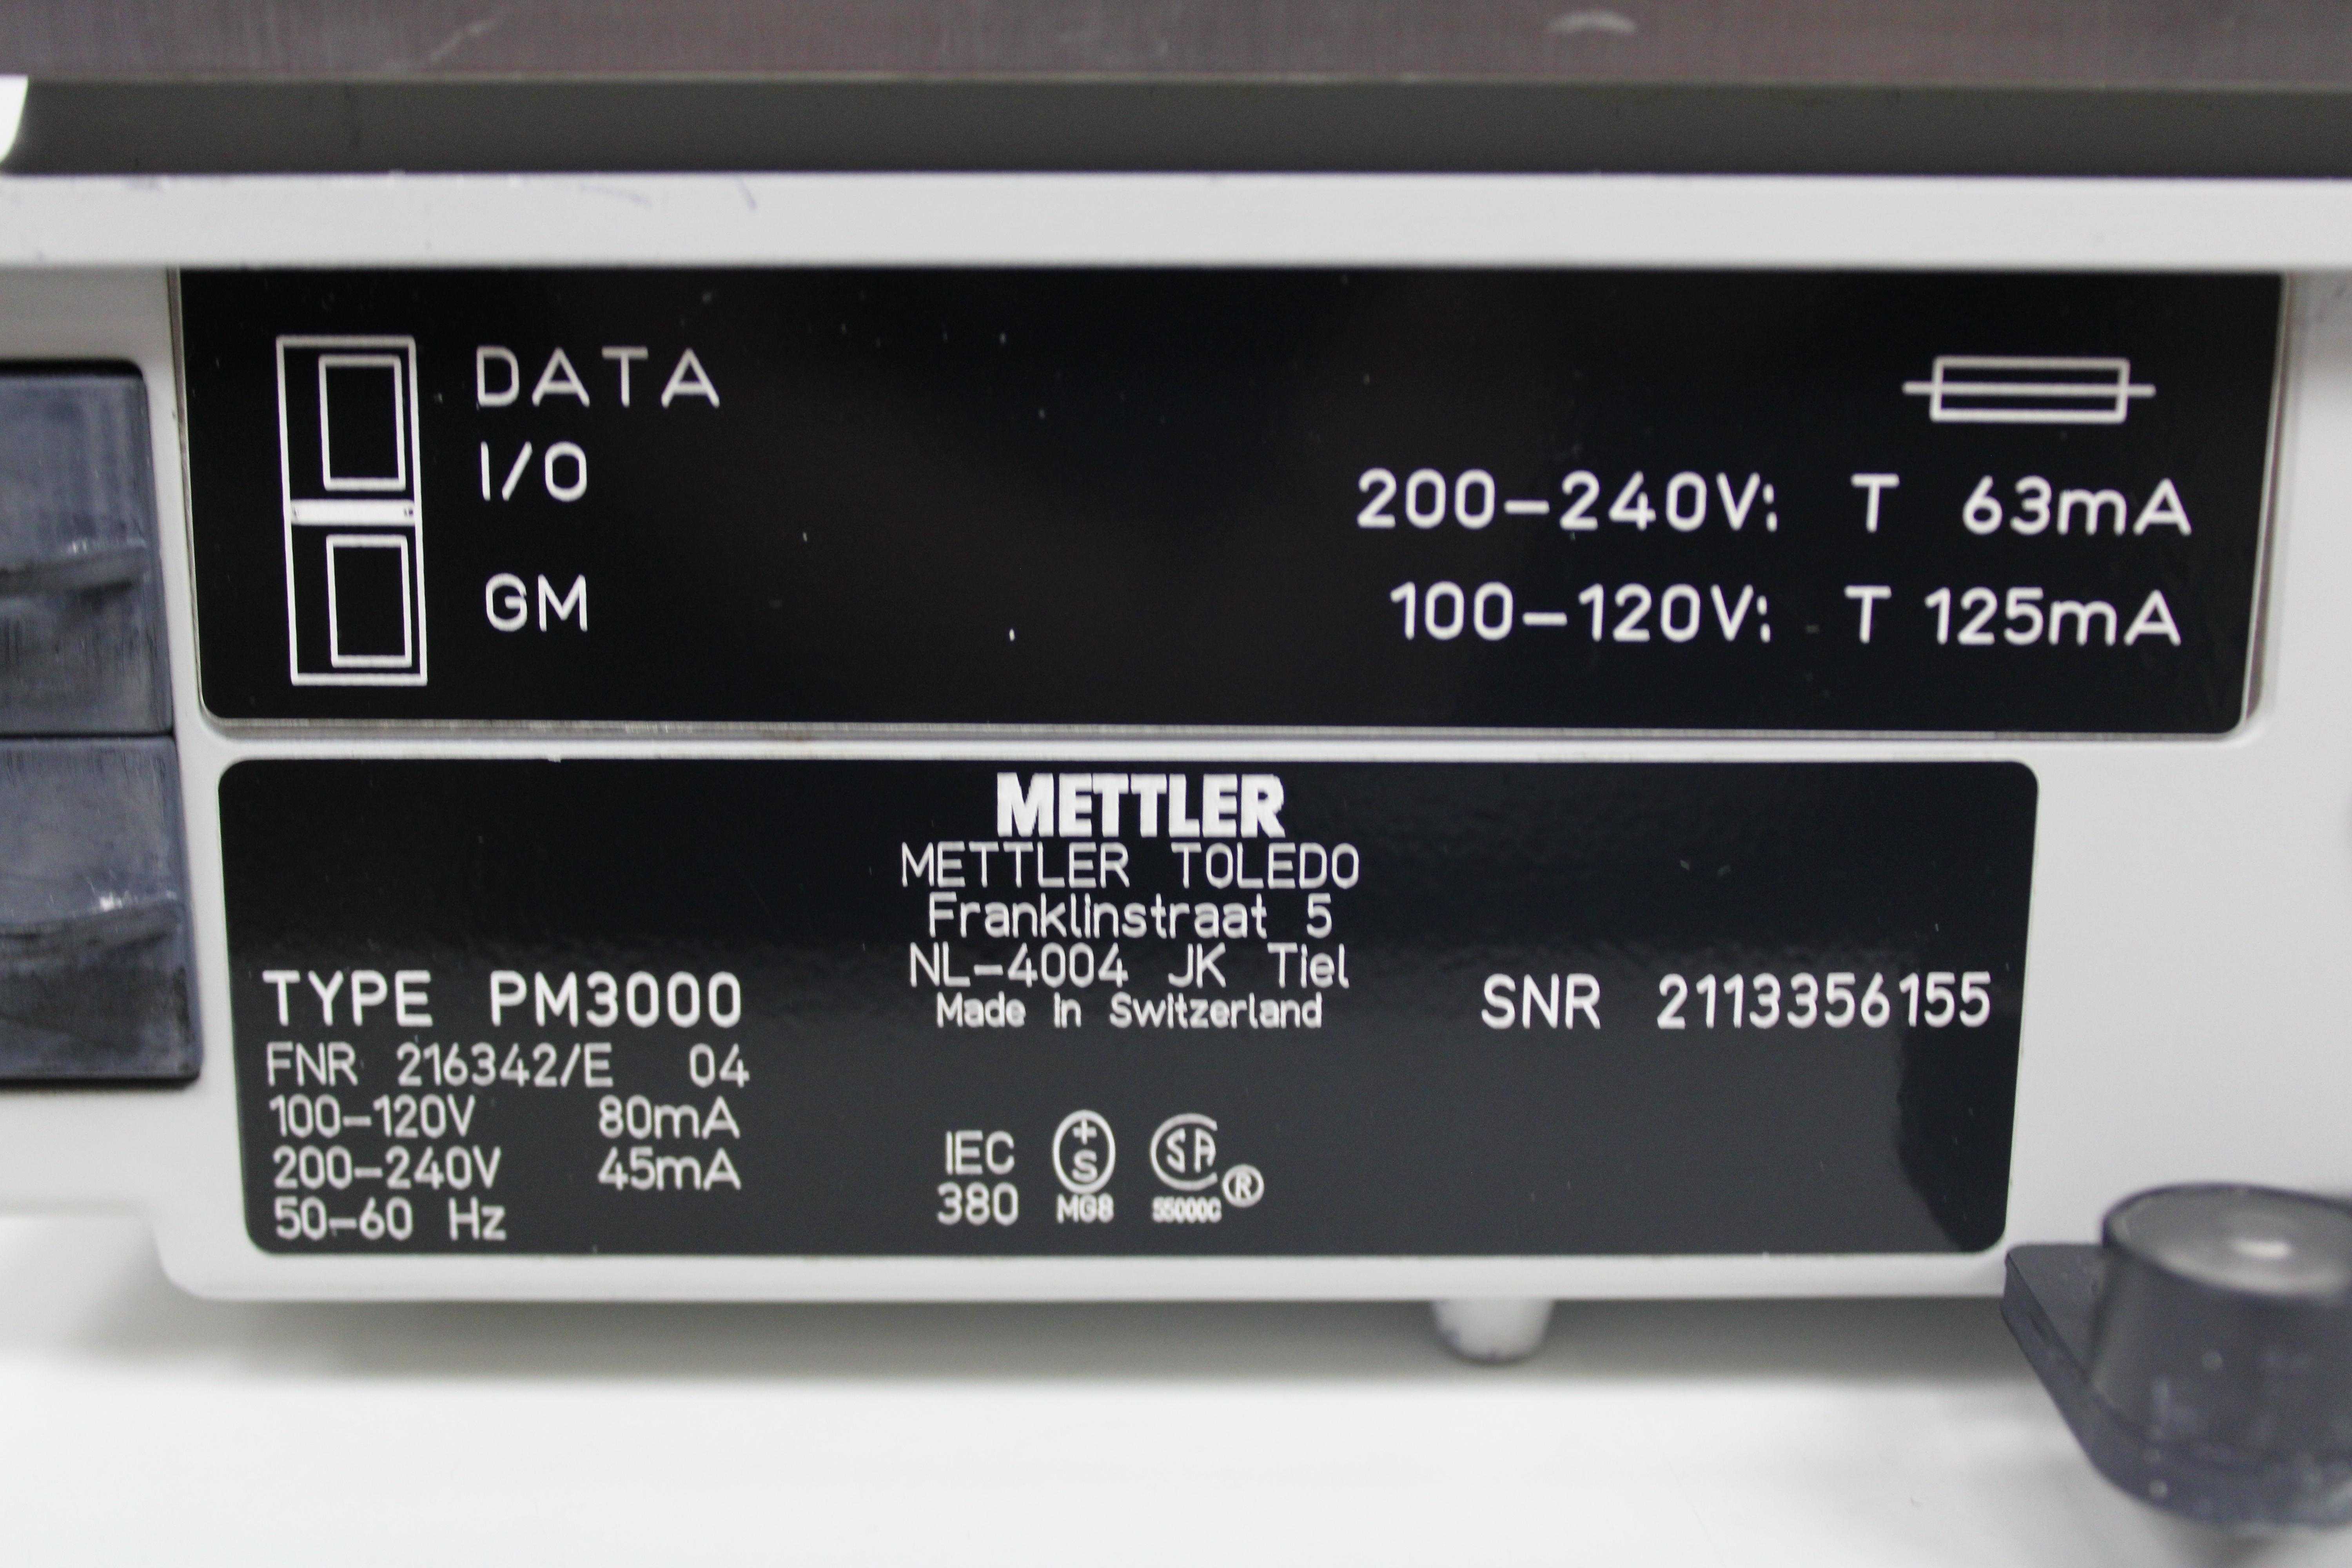 DATA
I/O
GM
200-240V: T 63mA
100-120V: T 125mA
METTLER
METTLER TOLEDO
Franklinstraat 5
NL-4004 JK Tiel
Made in Switzerland
TYPE PM3000
SNR 2113356155
FNR 216342/E 04
100-120V 80mA
200-240V 45mA
50-60 Hz
IEC
380
+S
MG8
SA ®
55000C